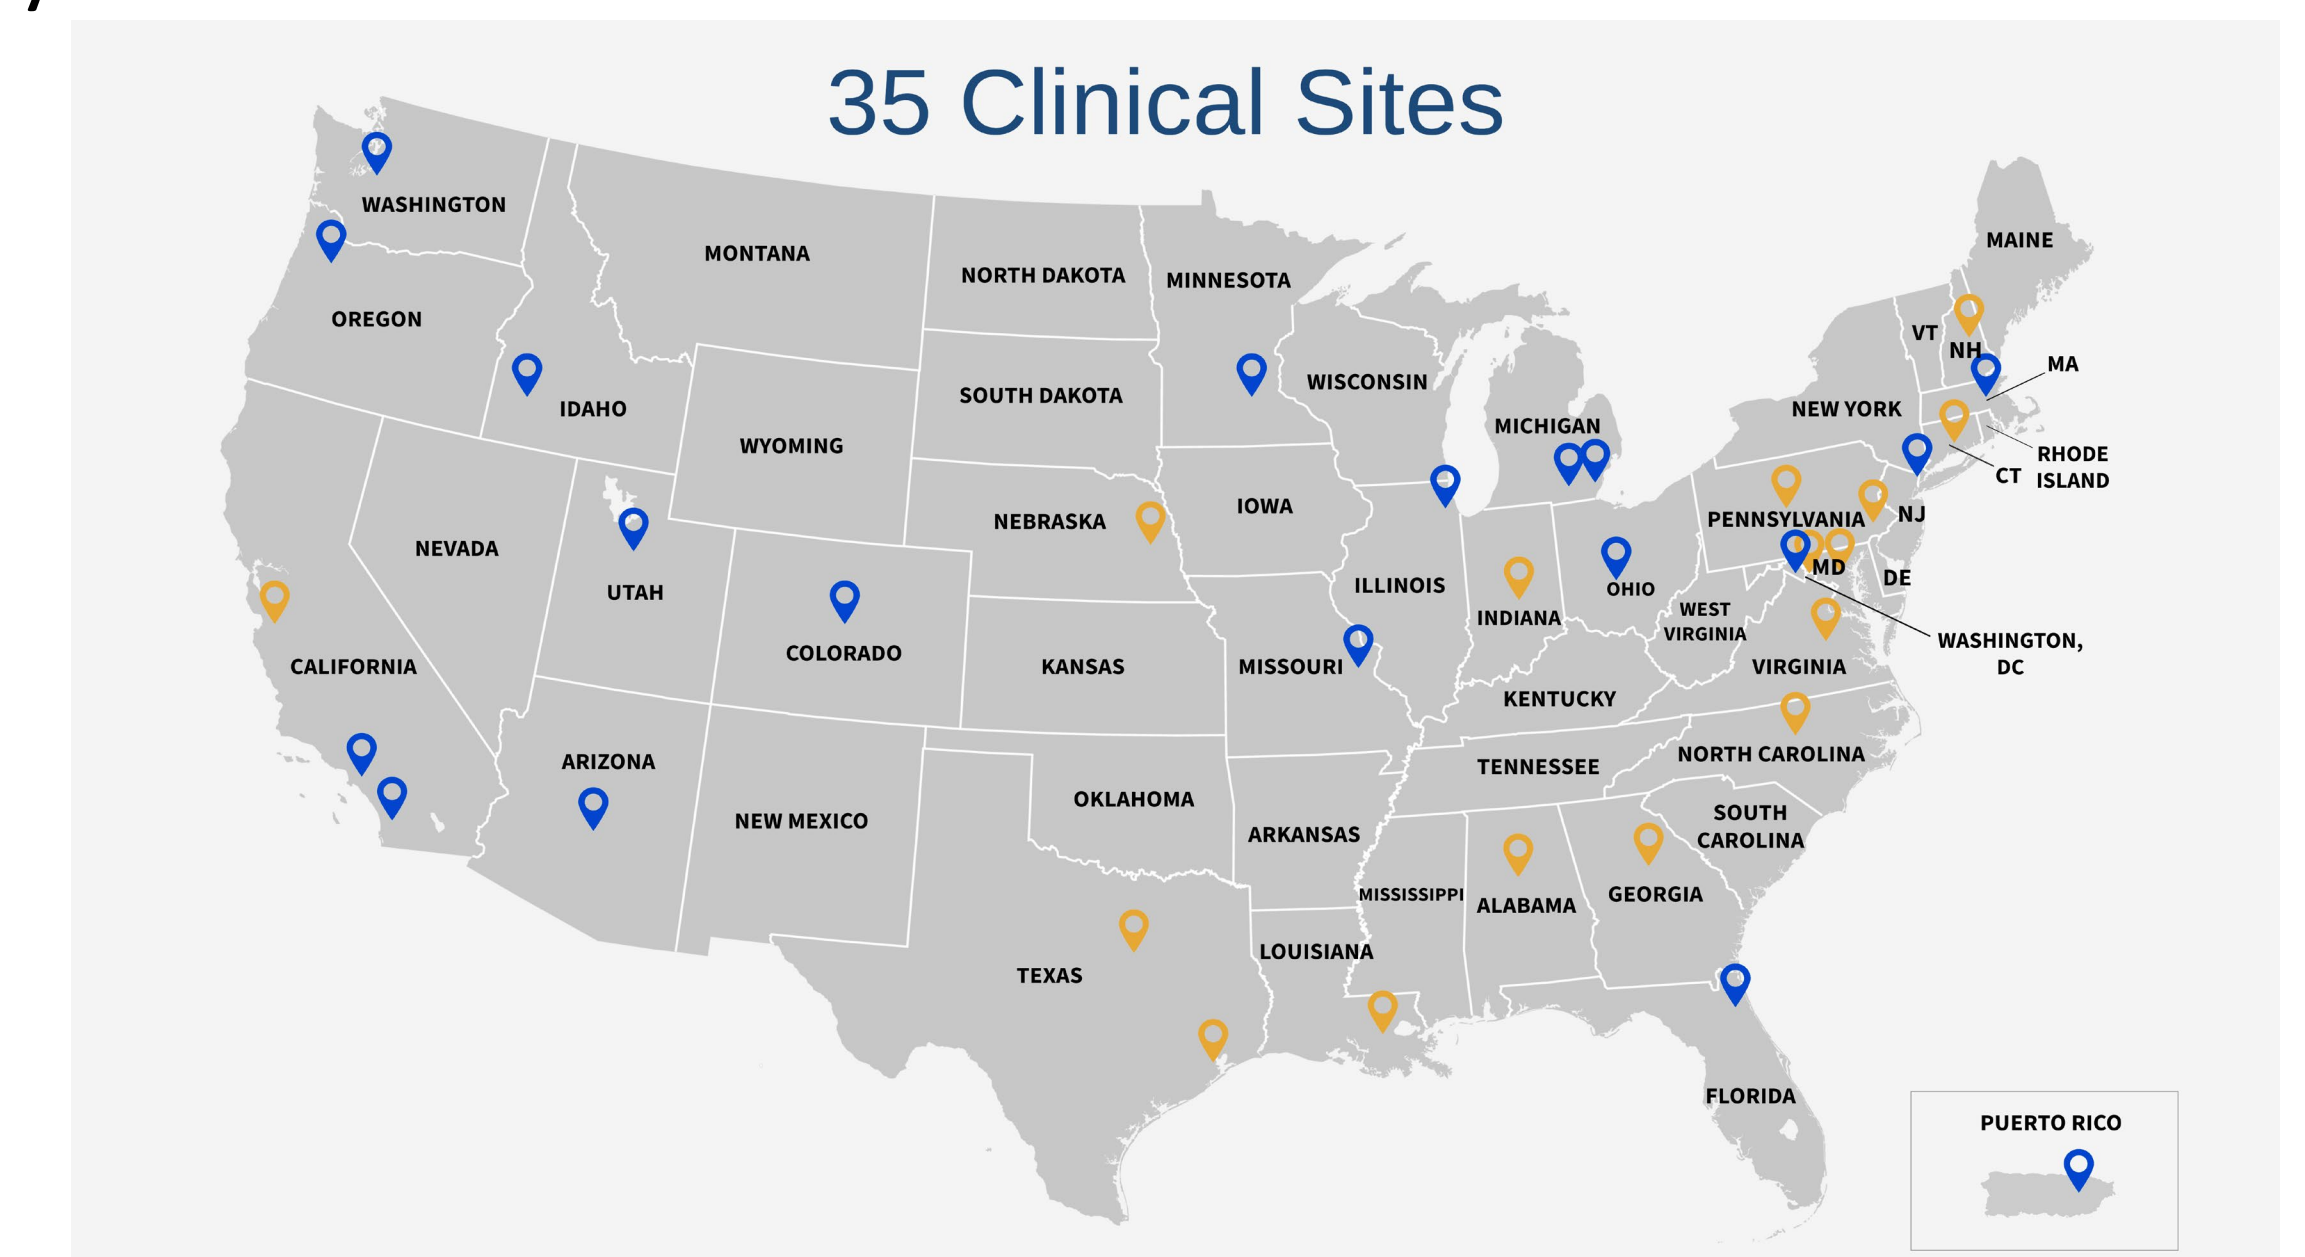 35 Clinical Sites
WASHINGTON
MONTANA
NORTH DAKOTA
MINNESOTA
MAINE
OREGON
VT
NH
MA
IDAHO
SOUTH DAKOTA
WISCONSIN
MICHIGAN
NEW YORK
WYOMING
RHODE
ISLAND
CT
NEVADA
NEBRASKA
IOWA
PENNSYLVANIA
NJ
UTAH
ILLINOIS
INDIANA
OHIO
MD
DE
WEST
VIRGINIA
WASHINGTON,
DC
CALIFORNIA
COLORADO
KANSAS
MISSOURI
VIRGINIA
KENTUCKY
ARIZONA
NEW MEXICO
OKLAHOMA
TENNESSEE
NORTH CAROLINA
ARKANSAS
SOUTH
CAROLINA
MISSISSIPPI
ALABAMA
GEORGIA
TEXAS
LOUISIANA
FLORIDA
PUERTO RICO